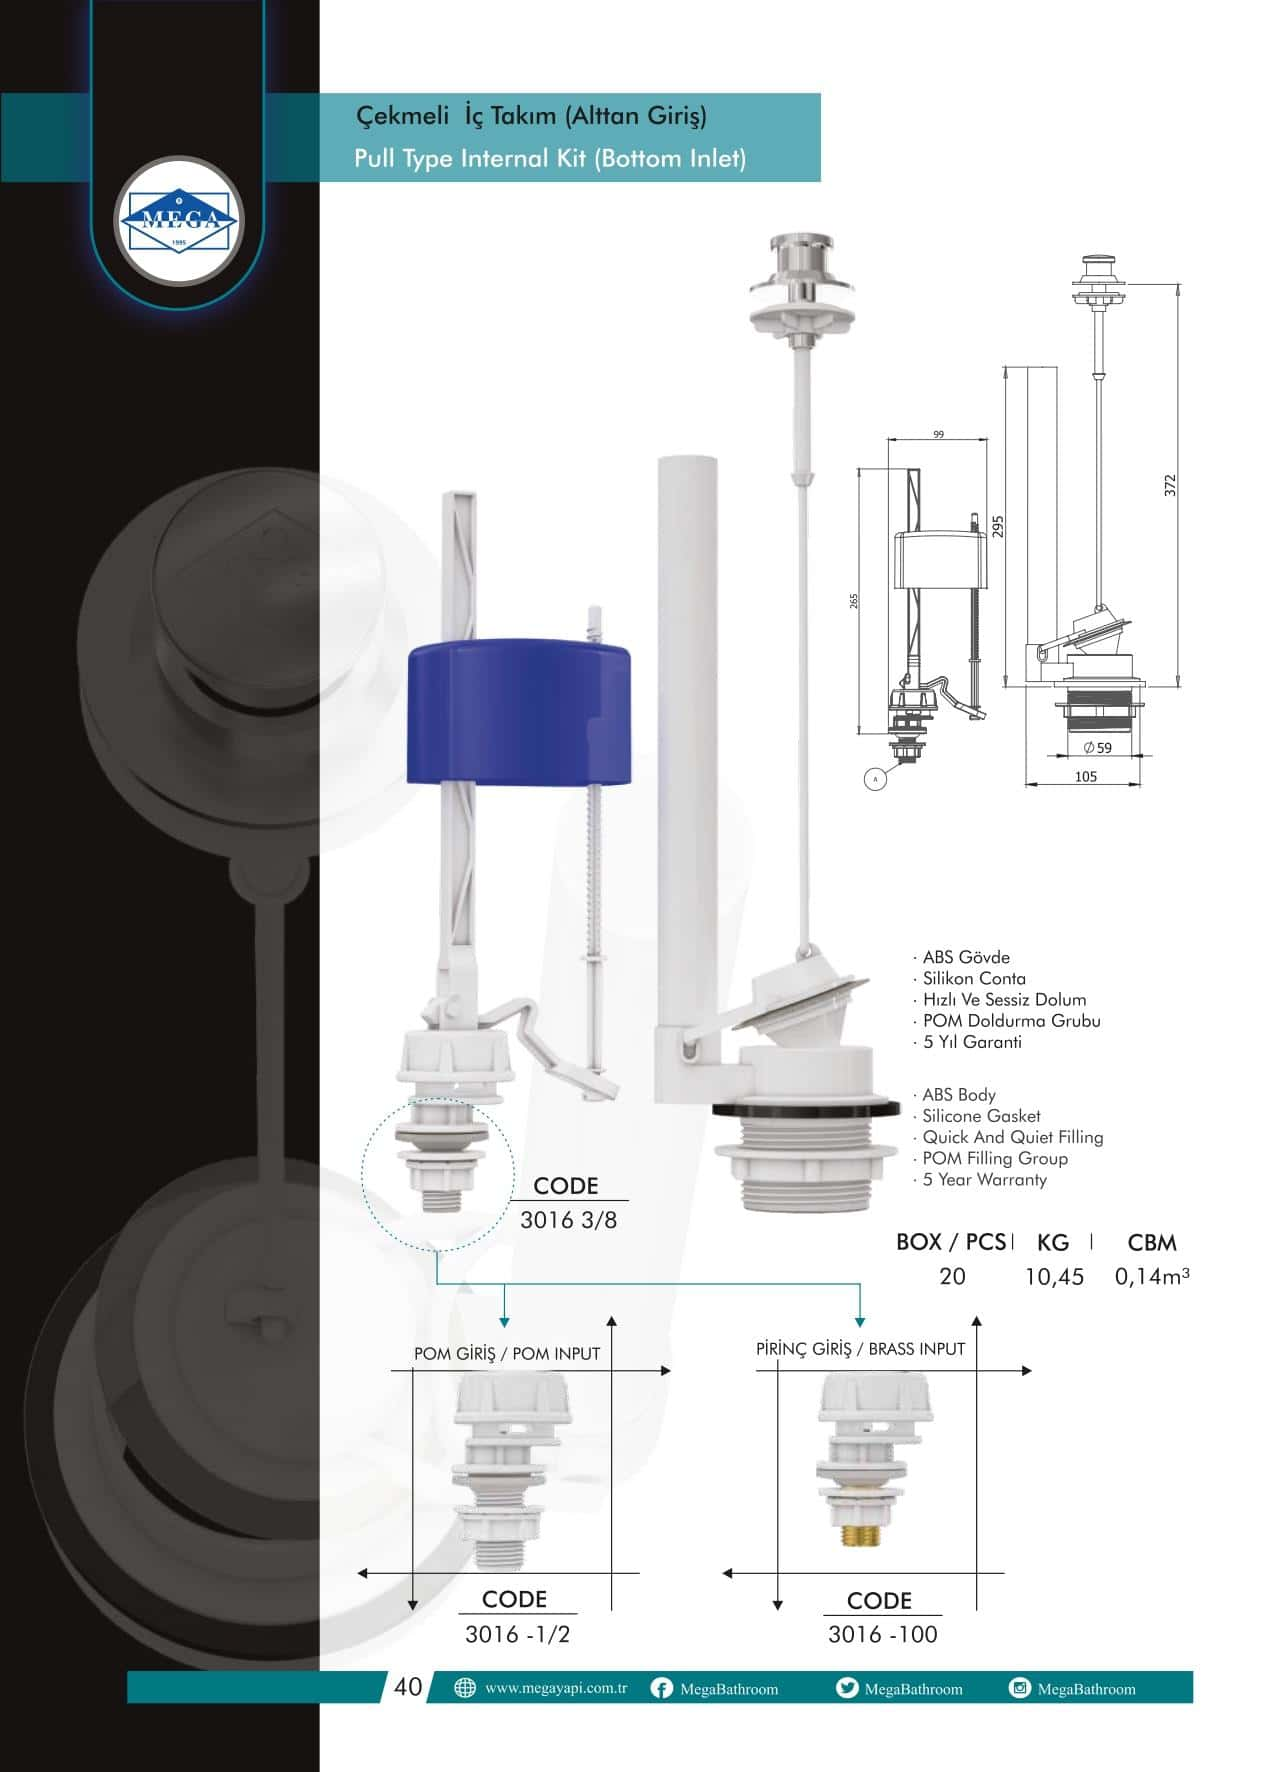 Çekmeli İç Takım (Alttan Giriş)
Pull Type Internal Kit (Bottom Inlet)
MEGA
1995
99
265
295
372
A
Ø 59
105
· ABS Gövde
· Silikon Conta
· Hızlı Ve Sessiz Dolum
· POM Doldurma Grubu
· 5 Yıl Garanti
· ABS Body
· Silicone Gasket
· Quick And Quiet Filling
· POM Filling Group
· 5 Year Warranty
CODE
3016 3/8
BOX / PCS | KG | CBM
20 10,45 0,14m³
POM GİRİŞ / POM INPUT
PİRİNÇ GİRİŞ / BRASS INPUT
CODE
3016 -1/2
CODE
3016 -100
40 www.megayapi.com.tr MegaBathroom MegaBathroom MegaBathroom